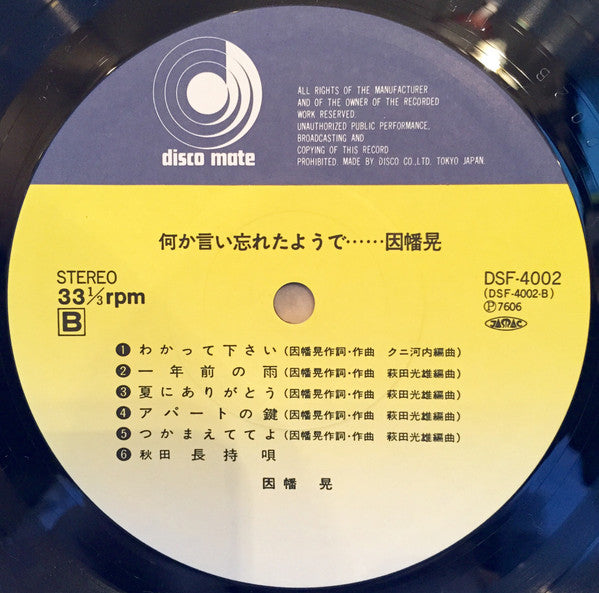 disco mate
ALL RIGHTS OF THE MANUFACTURER
AND OF THE OWNER OF THE RECORDED
WORK RESERVED.
UNAUTHORIZED PUBLIC PERFORMANCE,
BROADCASTING AND
COPYING OF THIS RECORD
PROHIBITED. MADE BY DISCO CO., LTD. TOKYO JAPAN.
何か言い忘れたようで……因幡晃
STEREO
33⅓rpm
B
DSF-4002
(DSF-4002-B)
Ⓟ7606
JASRAC
❶ わかって下さい (因幡晃作詞・作曲 クニ河内編曲)
❷ 一年前の雨 (因幡晃作詞・作曲 萩田光雄編曲)
❸ 夏にありがとう (因幡晃作詞・作曲 萩田光雄編曲)
❹ アパートの鍵 (因幡晃作詞・作曲 萩田光雄編曲)
❺ つかまえててよ (因幡晃作詞・作曲 萩田光雄編曲)
❻ 秋田 長持唄
因幡 晃